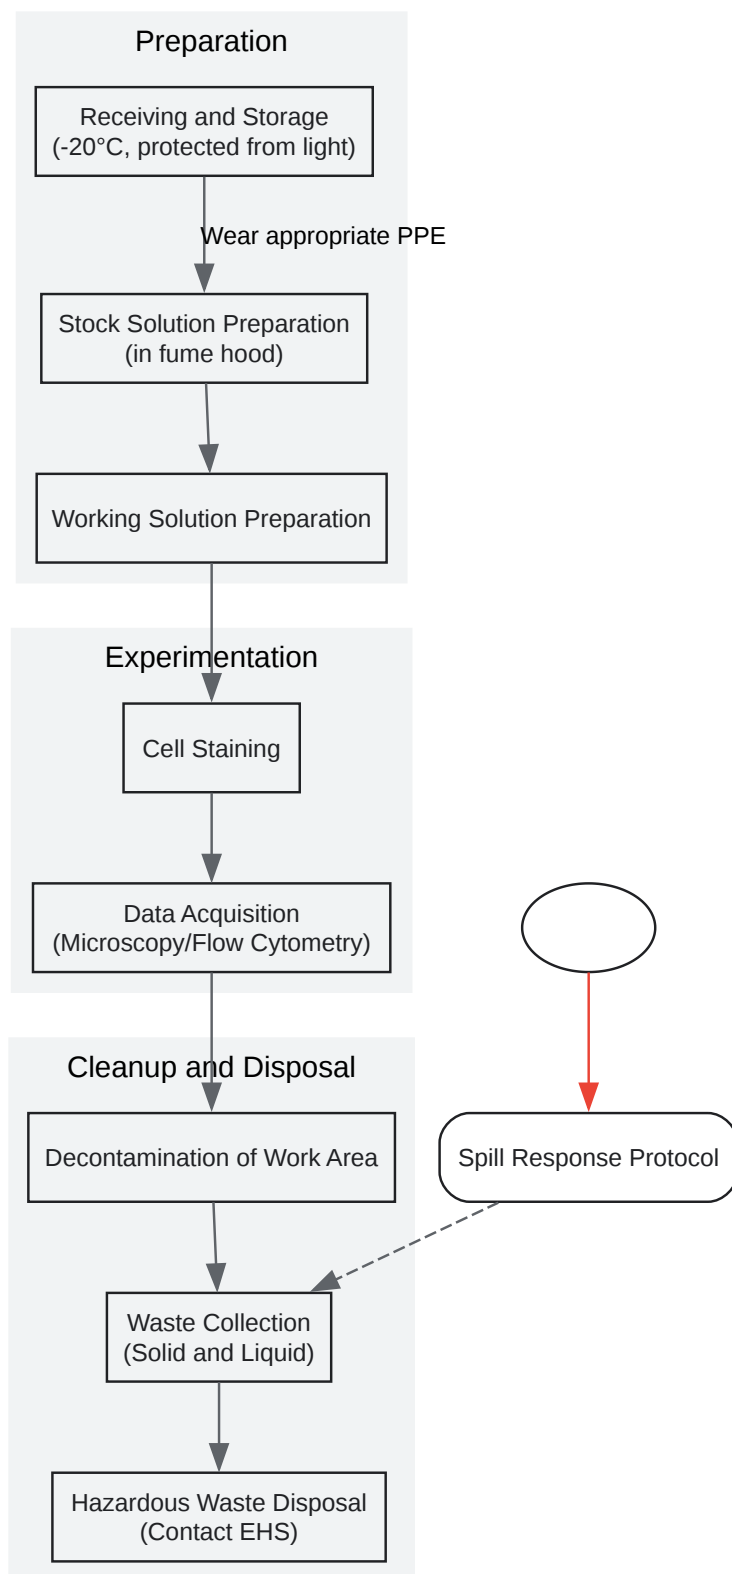 Preparation
Receiving and Storage
(-20°C, protected from light)
Wear appropriate PPE
Stock Solution Preparation
(in fume hood)
Working Solution Preparation
Experimentation
Cell Staining
Data Acquisition
(Microscopy/Flow Cytometry)
Cleanup and Disposal
Decontamination of Work Area
Spill Response Protocol
Waste Collection
(Solid and Liquid)
Hazardous Waste Disposal
(Contact EHS)